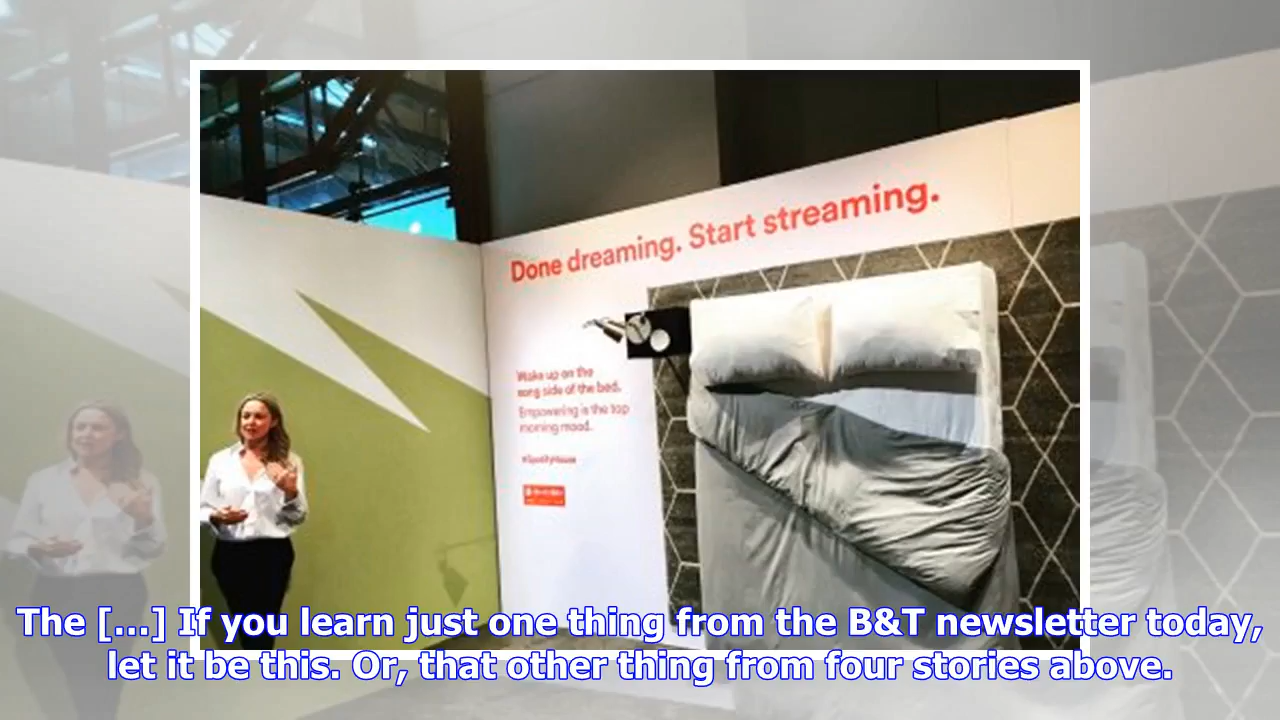 Done dreaming. Start streaming.
Wake up on the
song side of the bed.
Empowering is the top
morning mood.
#SpotifyHouse
The [...] If you learn just one thing from the B&T newsletter today,
let it be this. Or, that other thing from four stories above.